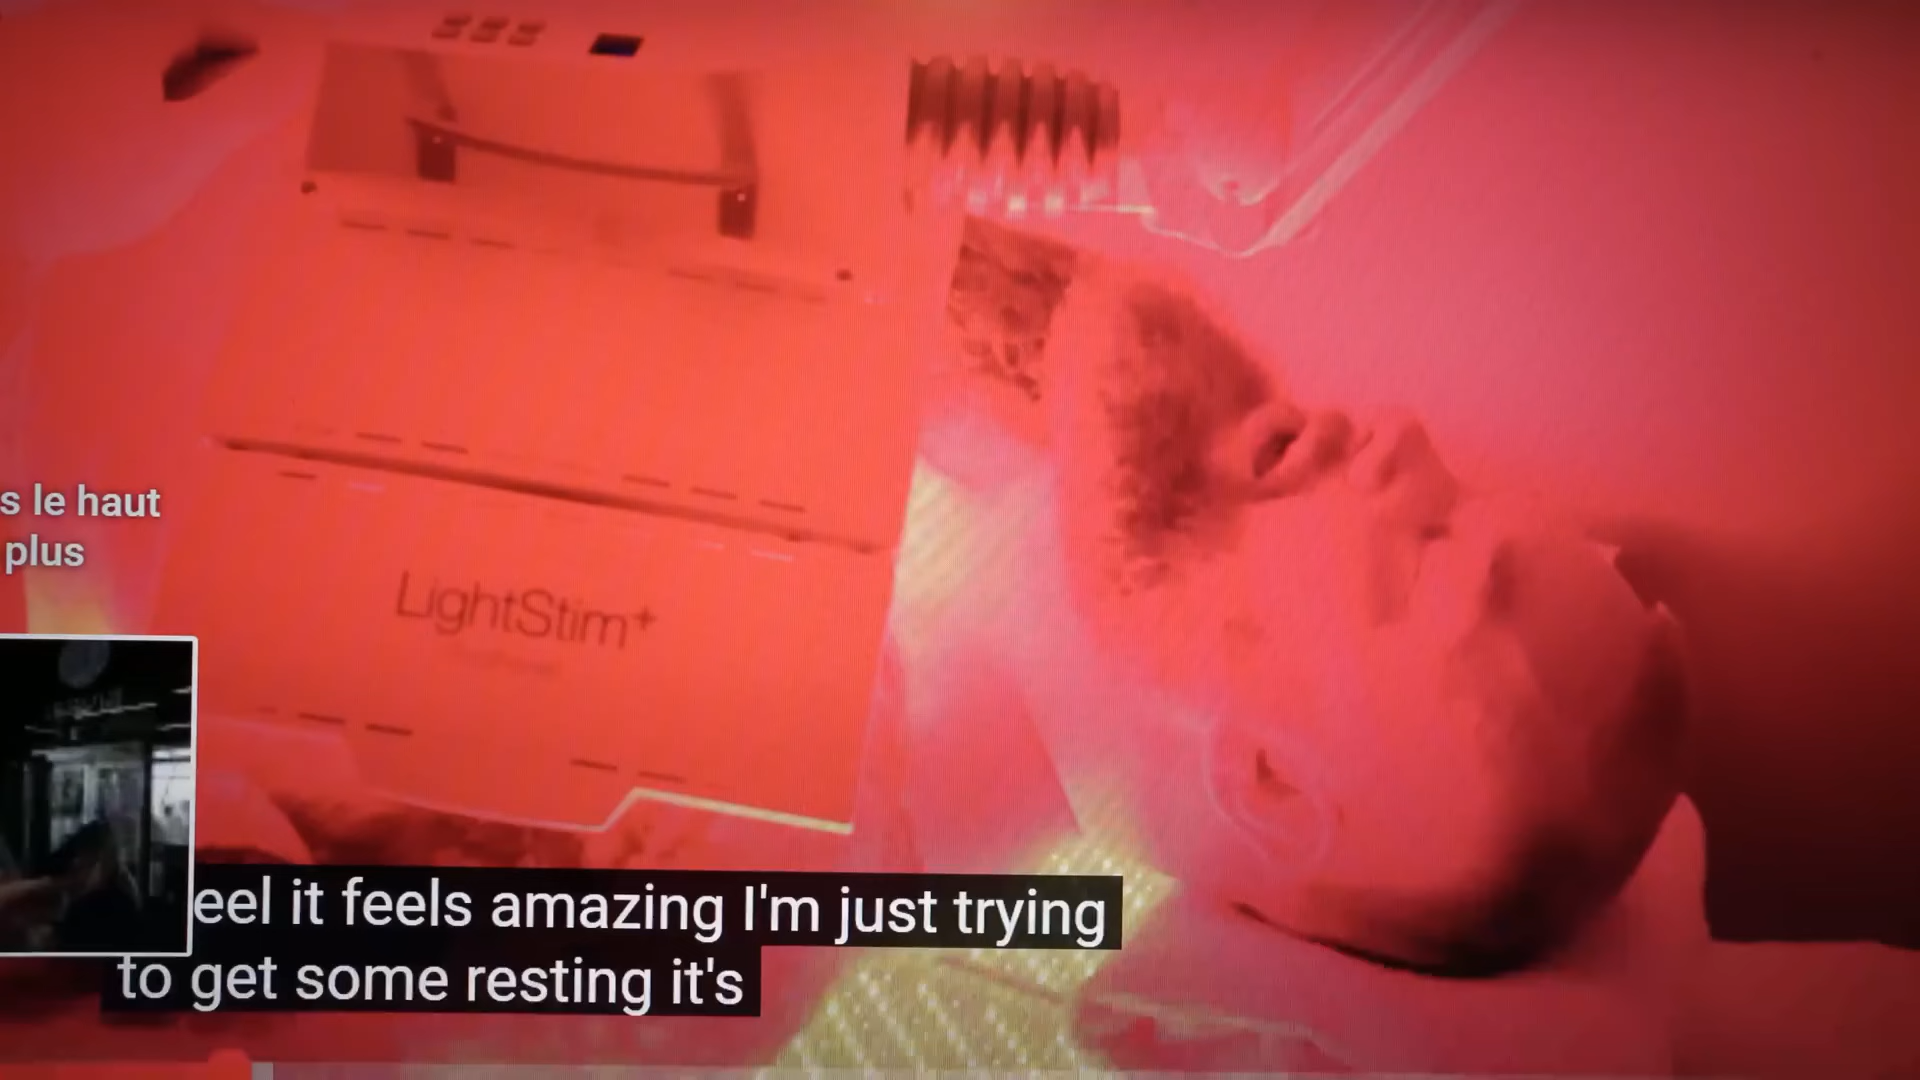 s le haut
plus
LightStim+
eel it feels amazing I'm just trying
to get some resting it's